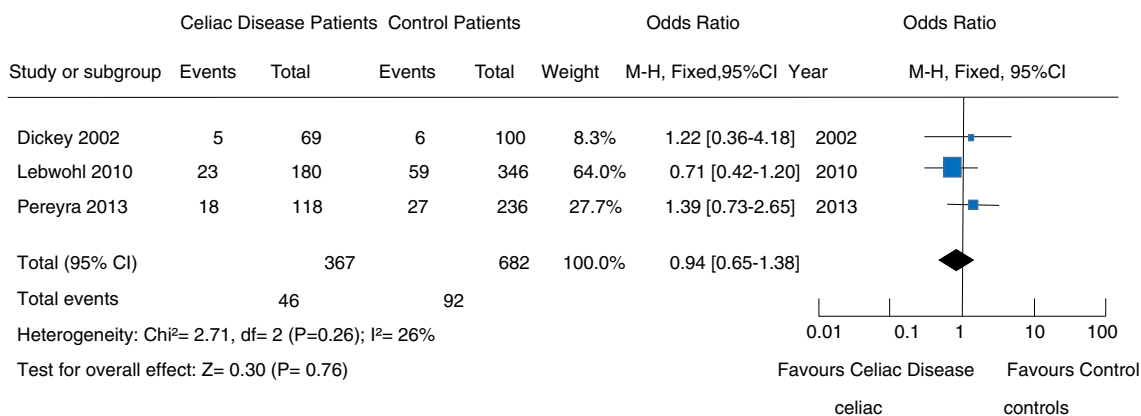 Celiac Disease Patients Control Patients Odds Ratio Odds Ratio
Study or subgroup Events Total Events Total Weight M-H, Fixed,95%CI Year M-H, Fixed, 95%CI
Dickey 2002 5 69 6 100 8.3% 1.22 [0.36-4.18] 2002
Lebwohl 2010 23 180 59 346 64.0% 0.71 [0.42-1.20] 2010
Pereyra 2013 18 118 27 236 27.7% 1.39 [0.73-2.65] 2013
Total (95% CI) 367 682 100.0% 0.94 [0.65-1.38]
Total events 46 92
Heterogeneity: Chi²= 2.71, df= 2 (P=0.26); I²= 26%
0.01 0.1 1 10 100
Test for overall effect: Z= 0.30 (P= 0.76)
Favours Celiac Disease Favours Control
celiac controls